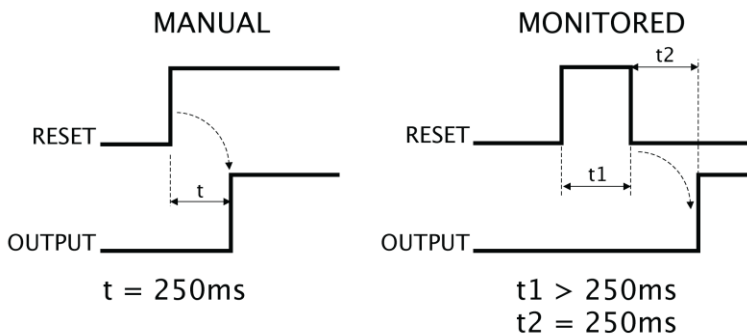 MANUAL
RESET
t
OUTPUT
t = 250ms
MONITORED
t2
RESET
t1
OUTPUT
t1 > 250ms
t2 = 250ms